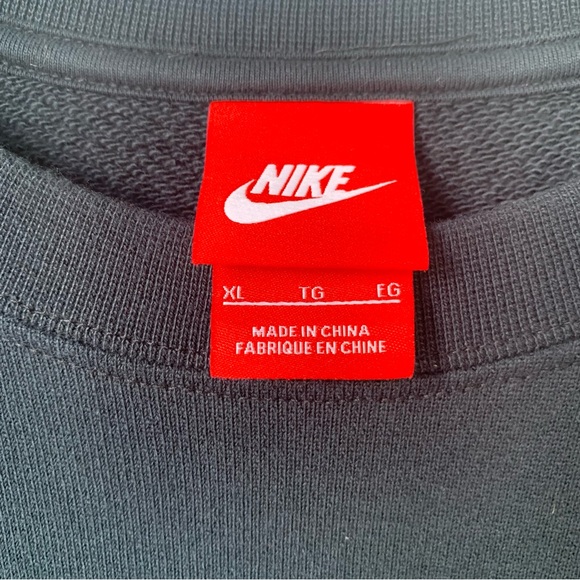 NIKE
XL TG EG
MADE IN CHINA
FABRIQUE EN CHINE